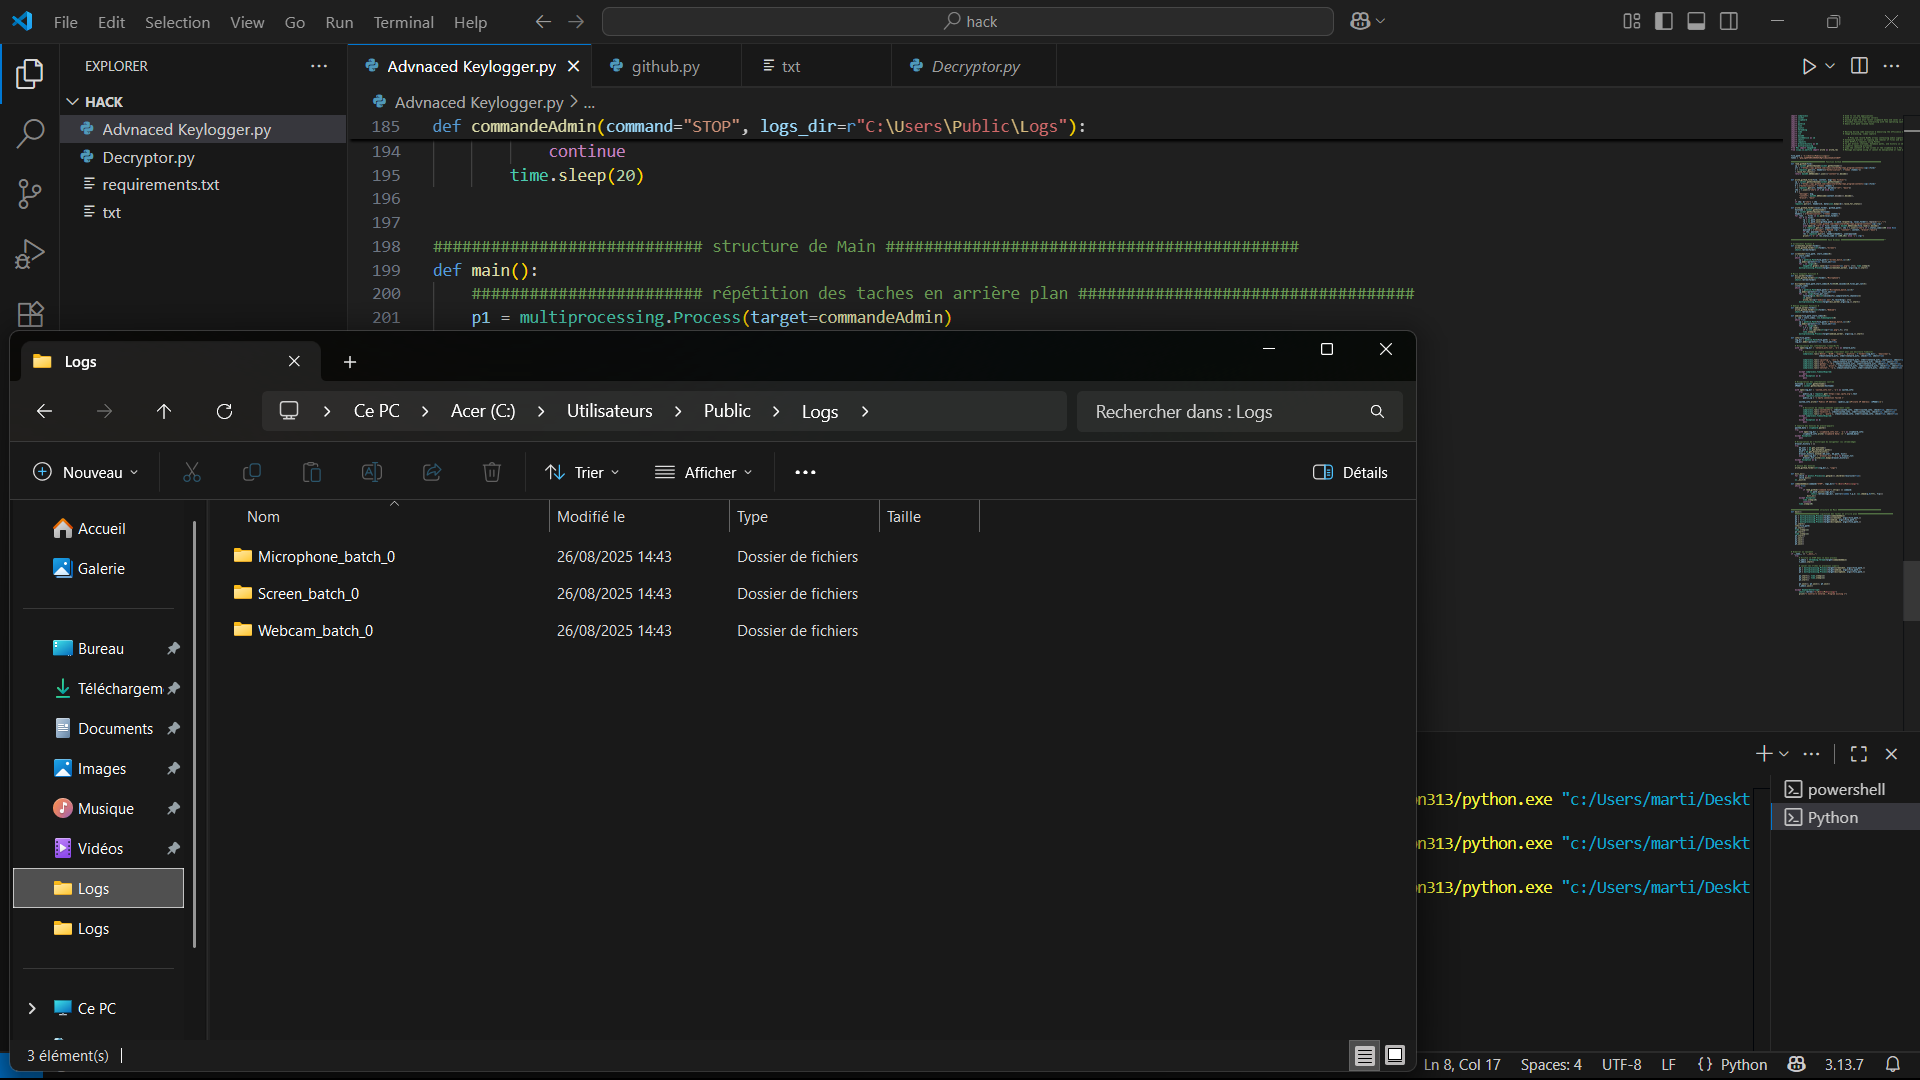 File Edit Selection View Go Run Terminal Help
hack
EXPLORER
HACK
Advnaced Keylogger.py
Decryptor.py
requirements.txt
txt
Advnaced Keylogger.py
github.py
txt
Decryptor.py
Advnaced Keylogger.py > ...
185 def commandeAdmin(command="STOP", logs_dir=r"C:\Users\Public\Logs"):
194 continue
195 time.sleep(20)
196
197
198 ############################ structure de Main ###########################################
199 def main():
200 ######################## répétition des taches en arrière plan ###################################
201 p1 = multiprocessing.Process(target=commandeAdmin)
Logs
Ce PC > Acer (C:) > Utilisateurs > Public > Logs >
Rechercher dans : Logs
Nouveau
Trier
Afficher
Détails
Nom Modifié le Type Taille
Microphone_batch_0 26/08/2025 14:43 Dossier de fichiers
Screen_batch_0 26/08/2025 14:43 Dossier de fichiers
Webcam_batch_0 26/08/2025 14:43 Dossier de fichiers
Accueil
Galerie
Bureau
Téléchargem
Documents
Images
Musique
Vidéos
Logs
Logs
Ce PC
3 élément(s)
n313/python.exe "c:/Users/marti/Deskt
n313/python.exe "c:/Users/marti/Deskt
n313/python.exe "c:/Users/marti/Deskt
powershell
Python
Ln 8, Col 17 Spaces: 4 UTF-8 LF {} Python 3.13.7